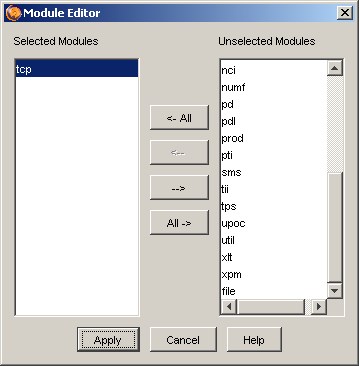 Module Editor
Selected Modules
Unselected Modules
tcp
<- All
<--
-->
All ->
nci
numf
pd
pdl
prod
pti
sms
tii
tps
upoc
util
xlt
xpm
file
Apply
Cancel
Help